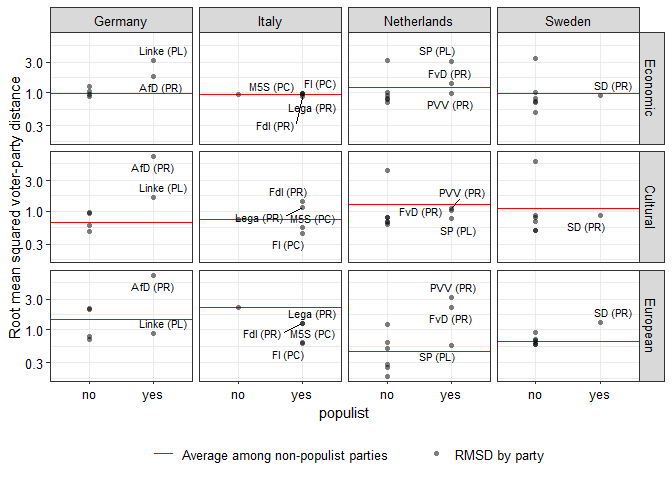 Germany
Italy
Netherlands
Sweden
Root mean squared voter-party distance
3.0
1.0
0.3
Linke (PL)
AfD (PR)
M5S (PC)
FI (PC)
Lega (PR)
FdI (PR)
SP (PL)
FvD (PR)
PVV (PR)
SD (PR)
Economic
3.0
1.0
0.3
AfD (PR)
Linke (PL)
FdI (PR)
Lega (PR)
M5S (PC)
FI (PC)
PVV (PR)
FvD (PR)
SP (PL)
SD (PR)
Cultural
3.0
1.0
0.3
AfD (PR)
Linke (PL)
Lega (PR)
FdI (PR)
M5S (PC)
FI (PC)
PVV (PR)
FvD (PR)
SP (PL)
SD (PR)
European
no
yes
no
yes
no
yes
no
yes
populist
Average among non-populist parties
RMSD by party